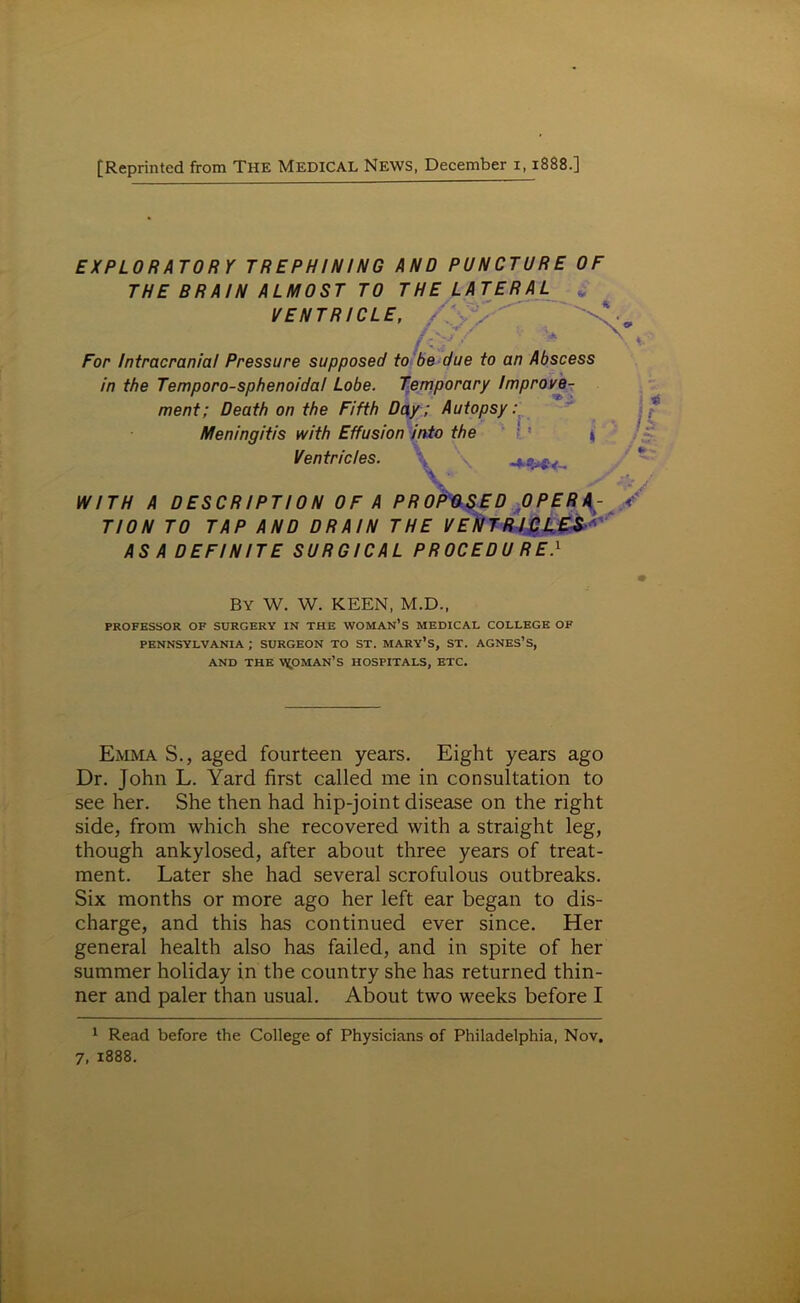 [Reprinted from The Medical News, December 1, 1888.]
EXPLORATORY TREPHINING AND PUNCTURE OF
THE BRAIN ALMOST TO THE LATERAL
VENTRICLE,
For Intracranial Pressure supposed to be due to an Abscess
in the Temporo-sphenoidal Lobe. Temporary Improve-
ment; Death on the Fifth Day; Autopsy:
Meningitis with Effusion into the
Ventricles.
WITH A DESCRIPTION OF A PROPOSED OPERA-
TION TO TAP AND DRAIN THE VENTRICLES
AS A DEFINITE SURGICAL PROCEDURE.¹
By W. W. KEEN, M.D.,
PROFESSOR OF SURGERY IN THE WOMAN'S MEDICAL COLLEGE OF
PENNSYLVANIA ; SURGEON TO ST. MARY'S, ST. AGNES'S,
AND THE WOMAN'S HOSPITALS, ETC.
Emma S., aged fourteen years. Eight years ago
Dr. John L. Yard first called me in consultation to
see her. She then had hip-joint disease on the right
side, from which she recovered with a straight leg,
though ankylosed, after about three years of treat-
ment. Later she had several scrofulous outbreaks.
Six months or more ago her left ear began to dis-
charge, and this has continued ever since. Her
general health also has failed, and in spite of her
summer holiday in the country she has returned thin-
ner and paler than usual. About two weeks before I
¹ Read before the College of Physicians of Philadelphia, Nov.
7, 1888.